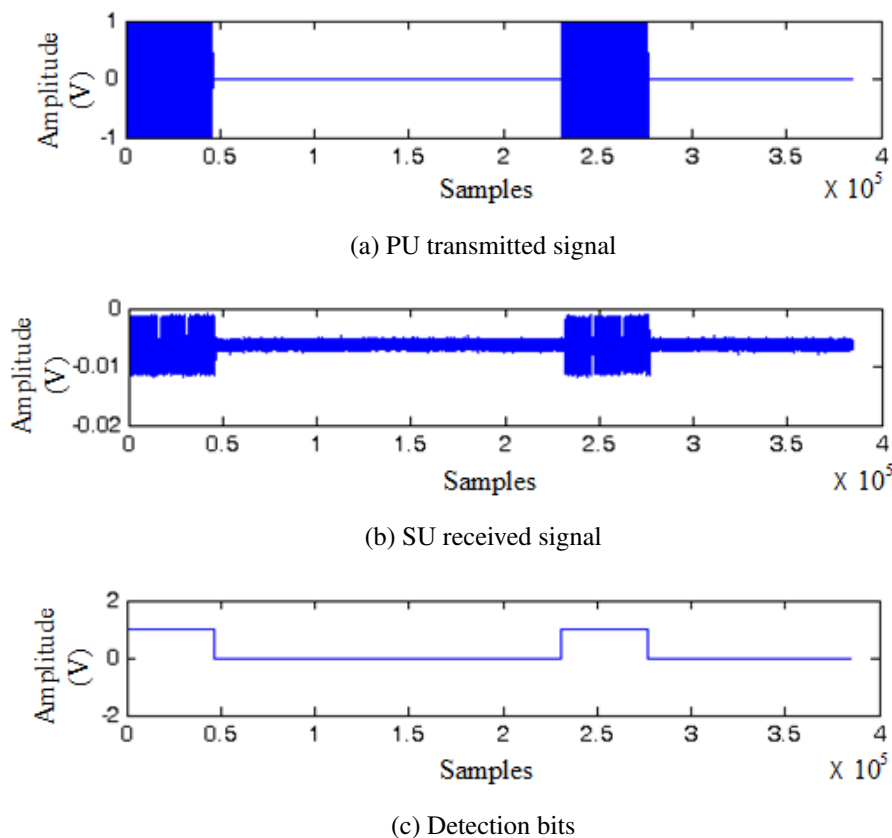 Amplitude
(V)
1
0
-1
0 0.5 1 1.5 2 2.5 3 3.5 4
Samples
X 10^5
(a) PU transmitted signal
Amplitude
(V)
0
-0.01
-0.02
0 0.5 1 1.5 2 2.5 3 3.5 4
Samples
X 10^5
(b) SU received signal
Amplitude
(V)
2
0
-2
0 0.5 1 1.5 2 2.5 3 3.5 4
Samples
X 10^5
(c) Detection bits